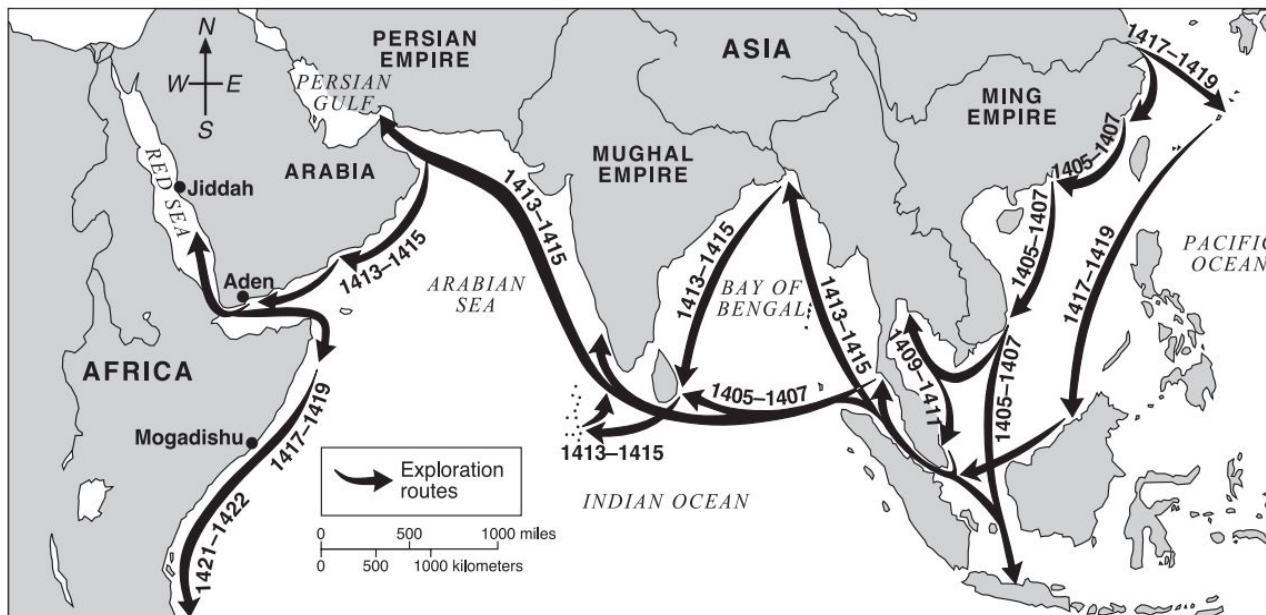 N
W E
S
PERSIAN
EMPIRE
PERSIAN
GULF
ASIA
1417–1419
MING
EMPIRE
1405–1407
MUGHAL
EMPIRE
RED SEA
Jiddah
ARABIA
1413–1415
1413–1415
ARABIAN
SEA
1413–1415
BAY OF
BENGAL
1413–1415
1405–1407
1417–1419
PACIFIC
OCEAN
Aden
AFRICA
1409–1411
1405–1407
1405–1407
Mogadishu
1417–1419
1413–1415
1421–1422
Exploration
routes
INDIAN OCEAN
0 500 1000 miles
0 500 1000 kilometers